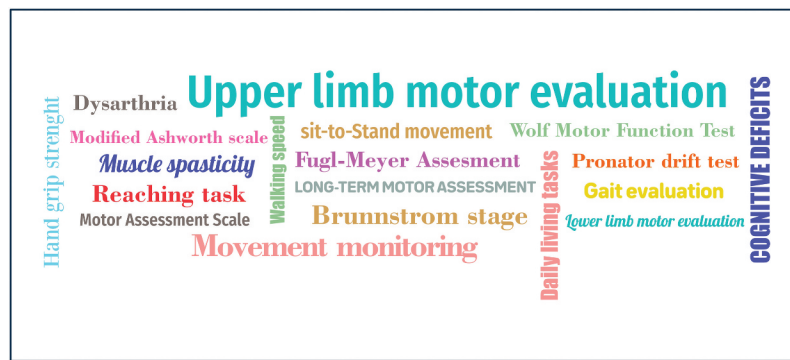 Upper limb motor evaluation
Dysarthria
Hand grip strenght
Modified Ashworth scale
Walking speed
sit-to-Stand movement
Wolf Motor Function Test
COGNITIVE DEFICITS
Muscle spasticity
Fugl-Meyer Assesment
Pronator drift test
Reaching task
LONG-TERM MOTOR ASSESSMENT
Daily living tasks
Gait evaluation
Motor Assessment Scale
Brunnstrom stage
Lower limb motor evaluation
Movement monitoring